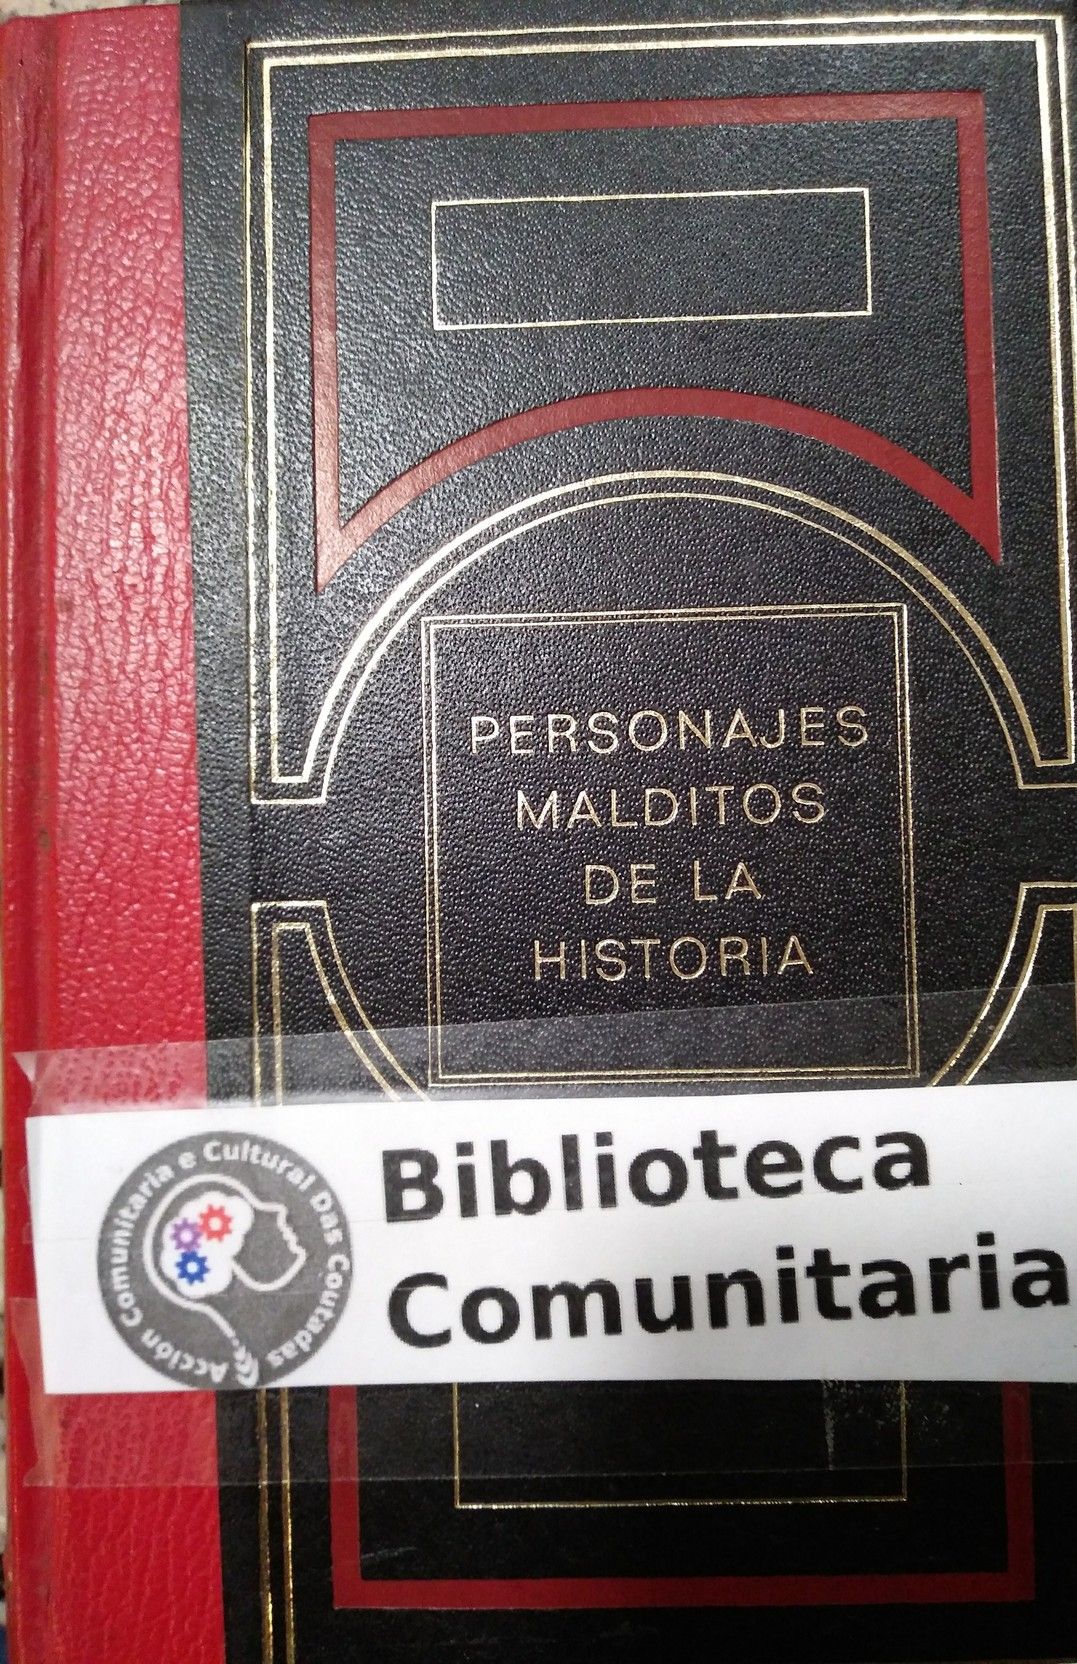 PERSONAJES
MALDITOS
DE LA
HISTORIA
Acción Comunitaria e Cultural Das Coutadas
Biblioteca
Comunitaria